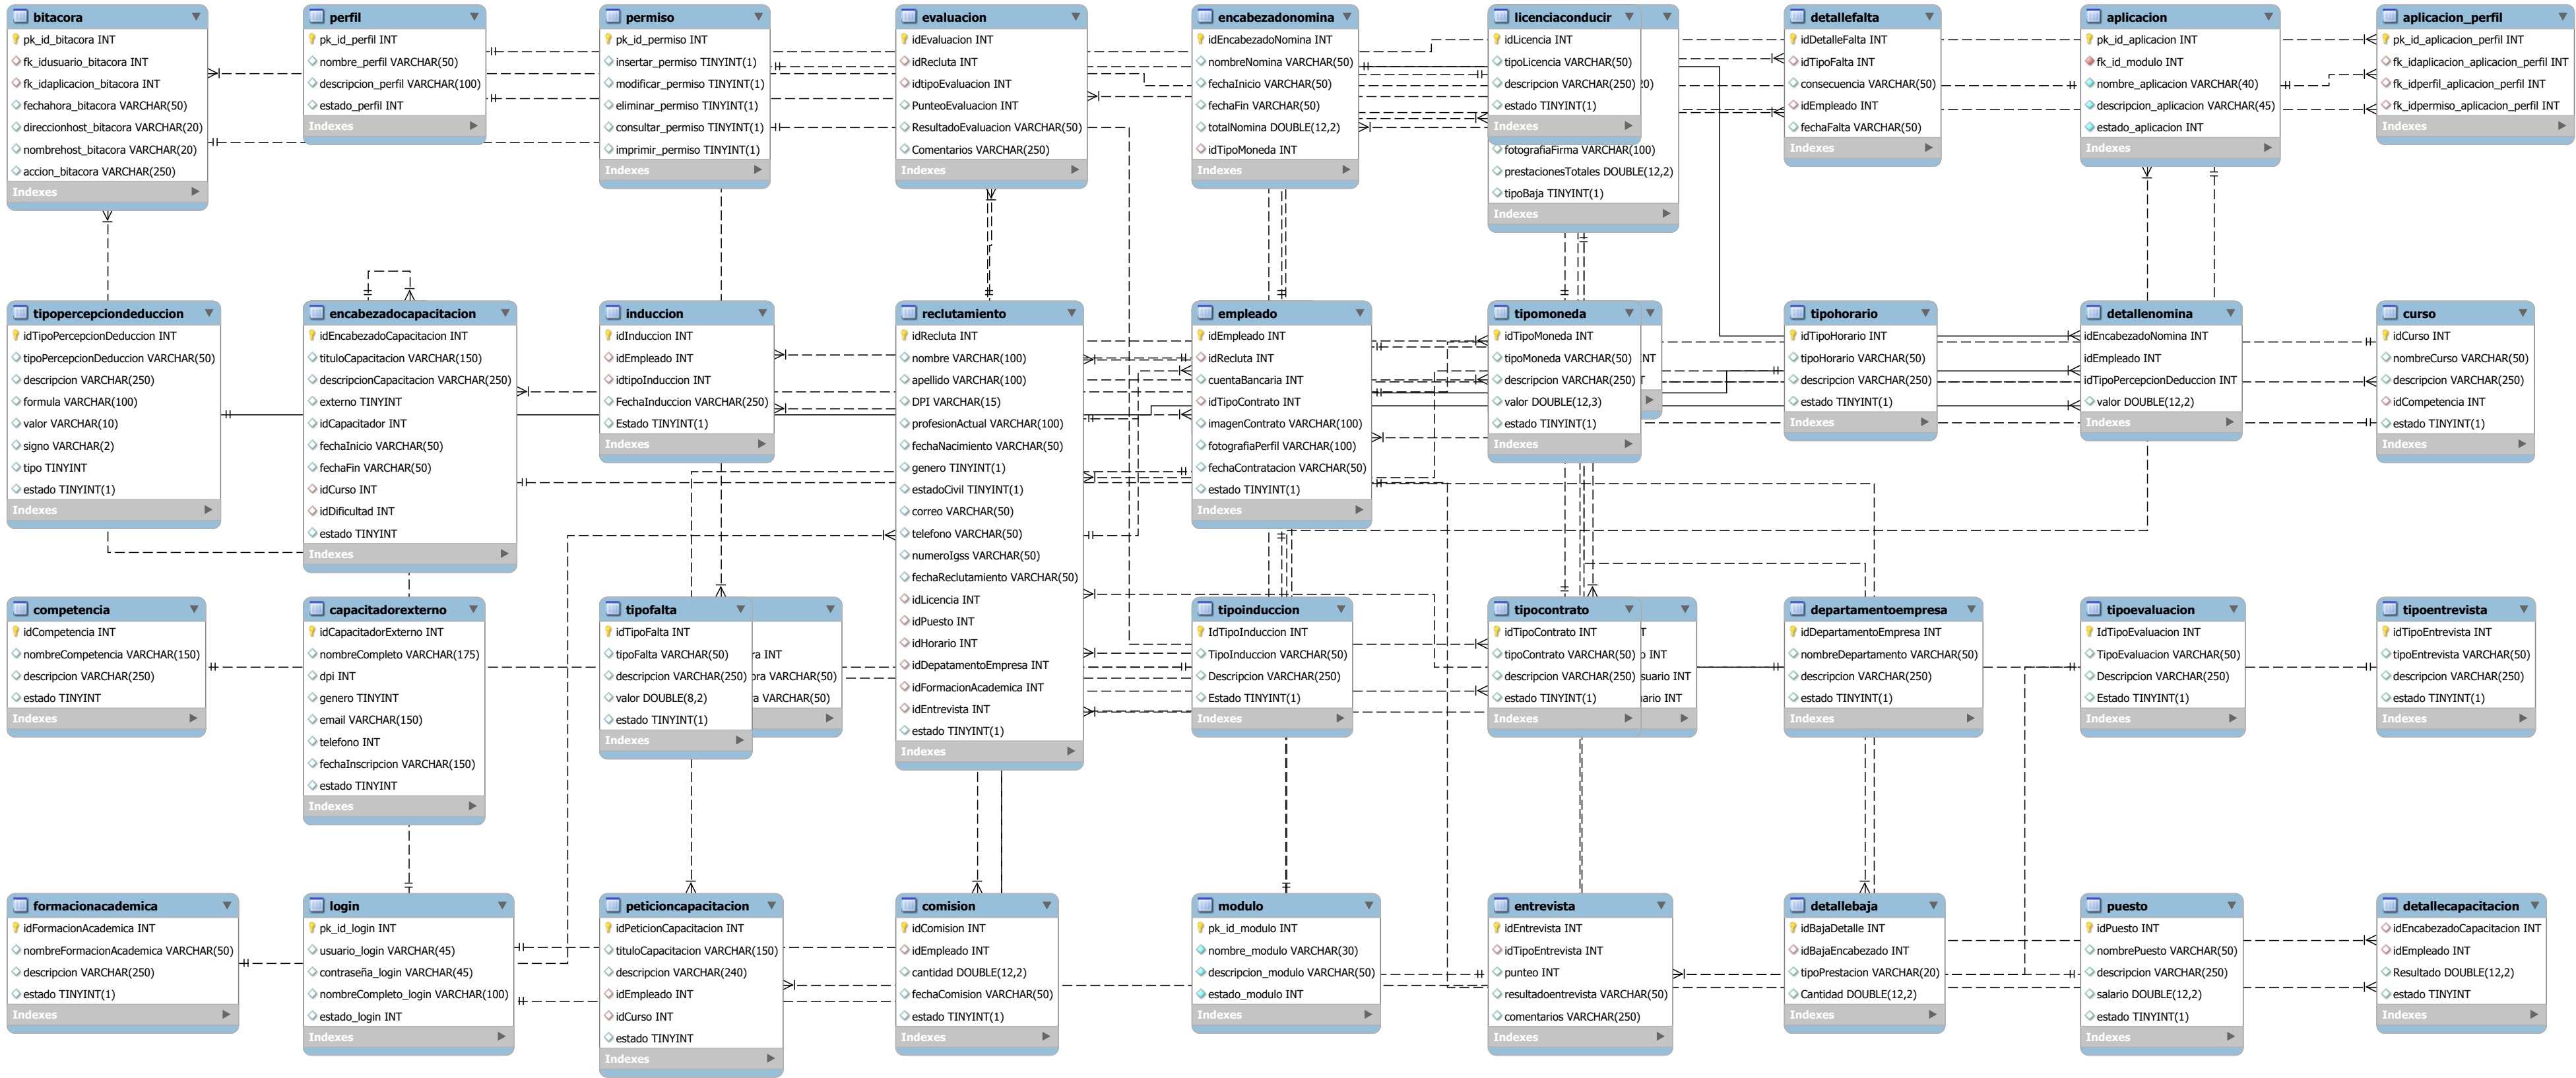 bitacora
pk_id_bitacora INT
fk_idusuario_bitacora INT
fk_idaplicacion_bitacora INT
fechahora_bitacora VARCHAR(50)
direccionhost_bitacora VARCHAR(20)
nombrehost_bitacora VARCHAR(20)
accion_bitacora VARCHAR(250)
Indexes
perfil
pk_id_perfil INT
nombre_perfil VARCHAR(50)
descripcion_perfil VARCHAR(100)
estado_perfil INT
Indexes
permiso
pk_id_permiso INT
insertar_permiso TINYINT(1)
modificar_permiso TINYINT(1)
eliminar_permiso TINYINT(1)
consultar_permiso TINYINT(1)
imprimir_permiso TINYINT(1)
Indexes
evaluacion
idEvaluacion INT
idRecluta INT
idtipoEvaluacion INT
PunteoEvaluacion INT
ResultadoEvaluacion VARCHAR(50)
Comentarios VARCHAR(250)
Indexes
encabezadonomina
idEncabezadoNomina INT
nombreNomina VARCHAR(50)
fechaInicio VARCHAR(50)
fechaFin VARCHAR(50)
totalNomina DOUBLE(12,2)
idTipoMoneda INT
Indexes
licenciaconducir
idLicencia INT
tipoLicencia VARCHAR(50)
descripcion VARCHAR(250)
estado TINYINT(1)
Indexes
20)
fotografiaFirma VARCHAR(100)
prestacionesTotales DOUBLE(12,2)
tipoBaja TINYINT(1)
Indexes
detallefalta
idDetalleFalta INT
idTipoFalta INT
consecuencia VARCHAR(50)
idEmpleado INT
fechaFalta VARCHAR(50)
Indexes
aplicacion
pk_id_aplicacion INT
fk_id_modulo INT
nombre_aplicacion VARCHAR(40)
descripcion_aplicacion VARCHAR(45)
estado_aplicacion INT
Indexes
aplicacion_perfil
pk_id_aplicacion_perfil INT
fk_idaplicacion_aplicacion_perfil INT
fk_idperfil_aplicacion_perfil INT
fk_idpermiso_aplicacion_perfil INT
Indexes
tipopercepciondeduccion
idTipoPercepcionDeduccion INT
tipoPercepcionDeduccion VARCHAR(50)
descripcion VARCHAR(250)
formula VARCHAR(100)
valor VARCHAR(10)
signo VARCHAR(2)
tipo TINYINT
estado TINYINT(1)
Indexes
encabezadocapacitacion
idEncabezadoCapacitacion INT
tituloCapacitacion VARCHAR(150)
descripcionCapacitacion VARCHAR(250)
externo TINYINT
idCapacitador INT
fechaInicio VARCHAR(50)
fechaFin VARCHAR(50)
idCurso INT
idDificultad INT
estado TINYINT
Indexes
induccion
idInduccion INT
idEmpleado INT
idtipoInduccion INT
FechaInduccion VARCHAR(250)
Estado TINYINT(1)
Indexes
reclutamiento
idRecluta INT
nombre VARCHAR(100)
apellido VARCHAR(100)
DPI VARCHAR(15)
profesionActual VARCHAR(100)
fechaNacimiento VARCHAR(50)
genero TINYINT(1)
estadoCivil TINYINT(1)
correo VARCHAR(50)
telefono VARCHAR(50)
numeroIgss VARCHAR(50)
fechaReclutamiento VARCHAR(50)
idLicencia INT
idPuesto INT
idHorario INT
idDepatamentoEmpresa INT
idFormacionAcademica INT
idEntrevista INT
estado TINYINT(1)
Indexes
empleado
idEmpleado INT
idRecluta INT
cuentaBancaria INT
idTipoContrato INT
imagenContrato VARCHAR(100)
fotografiaPerfil VARCHAR(100)
fechaContratacion VARCHAR(50)
estado TINYINT(1)
Indexes
tipomoneda
idTipoMoneda INT
tipoMoneda VARCHAR(50)
descripcion VARCHAR(250)
valor DOUBLE(12,3)
estado TINYINT(1)
Indexes
INT
tipohorario
idTipoHorario INT
tipoHorario VARCHAR(50)
descripcion VARCHAR(250)
estado TINYINT(1)
Indexes
detallenomina
idEncabezadoNomina INT
idEmpleado INT
idTipoPercepcionDeduccion INT
valor DOUBLE(12,2)
Indexes
curso
idCurso INT
nombreCurso VARCHAR(50)
descripcion VARCHAR(250)
idCompetencia INT
estado TINYINT(1)
Indexes
competencia
idCompetencia INT
nombreCompetencia VARCHAR(150)
descripcion VARCHAR(250)
estado TINYINT
Indexes
capacitadorexterno
idCapacitadorExterno INT
nombreCompleto VARCHAR(175)
dpi INT
genero TINYINT
email VARCHAR(150)
telefono INT
fechaInscripcion VARCHAR(150)
estado TINYINT
Indexes
tipofalta
idTipoFalta INT
tipoFalta VARCHAR(50)
descripcion VARCHAR(250)
valor DOUBLE(8,2)
estado TINYINT(1)
Indexes
ra INT
ora VARCHAR(50)
a VARCHAR(50)
tipoinduccion
IdTipoInduccion INT
TipoInduccion VARCHAR(50)
Descripcion VARCHAR(250)
Estado TINYINT(1)
Indexes
tipocontrato
idTipoContrato INT
tipoContrato VARCHAR(50)
descripcion VARCHAR(250)
estado TINYINT(1)
Indexes
o INT
suario INT
ario INT
departamentoempresa
idDepartamentoEmpresa INT
nombreDepartamento VARCHAR(50)
descripcion VARCHAR(250)
estado TINYINT(1)
Indexes
tipoevaluacion
IdTipoEvaluacion INT
TipoEvaluacion VARCHAR(50)
Descripcion VARCHAR(250)
Estado TINYINT(1)
Indexes
tipoentrevista
idTipoEntrevista INT
tipoEntrevista VARCHAR(50)
descripcion VARCHAR(250)
estado TINYINT(1)
Indexes
formacionacademica
idFormacionAcademica INT
nombreFormacionAcademica VARCHAR(50)
descripcion VARCHAR(250)
estado TINYINT(1)
Indexes
login
pk_id_login INT
usuario_login VARCHAR(45)
contraseña_login VARCHAR(45)
nombreCompleto_login VARCHAR(100)
estado_login INT
Indexes
peticioncapacitacion
idPeticionCapacitacion INT
tituloCapacitacion VARCHAR(150)
descripcion VARCHAR(240)
idEmpleado INT
idCurso INT
estado TINYINT
Indexes
comision
idComision INT
idEmpleado INT
cantidad DOUBLE(12,2)
fechaComision VARCHAR(50)
estado TINYINT(1)
Indexes
modulo
pk_id_modulo INT
nombre_modulo VARCHAR(30)
descripcion_modulo VARCHAR(50)
estado_modulo INT
Indexes
entrevista
idEntrevista INT
idTipoEntrevista INT
punteo INT
resultadoentrevista VARCHAR(50)
comentarios VARCHAR(250)
Indexes
detallebaja
idBajaDetalle INT
idBajaEncabezado INT
tipoPrestacion VARCHAR(20)
Cantidad DOUBLE(12,2)
Indexes
puesto
idPuesto INT
nombrePuesto VARCHAR(50)
descripcion VARCHAR(250)
salario DOUBLE(12,2)
estado TINYINT(1)
Indexes
detallecapacitacion
idEncabezadoCapacitacion INT
idEmpleado INT
Resultado DOUBLE(12,2)
estado TINYINT
Indexes